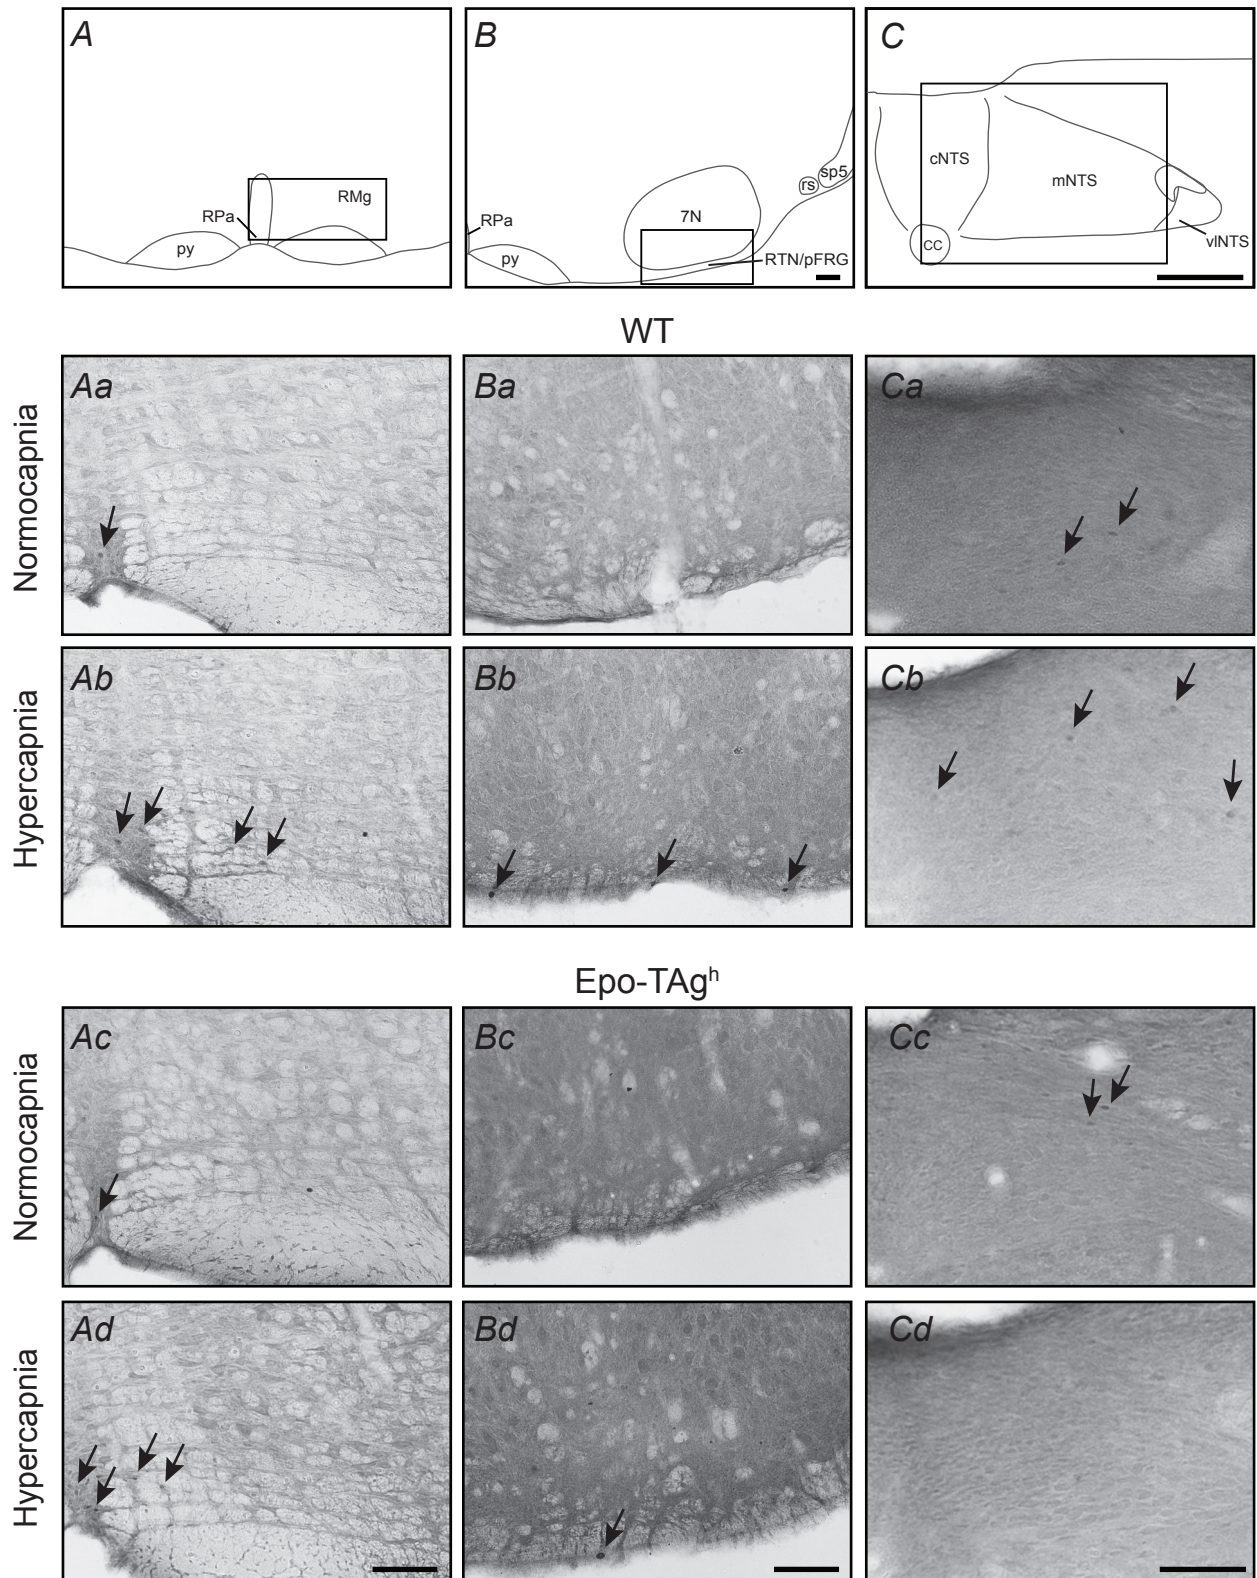 A
RMg
RPa
py
B
sp5
rs
7N
RPa
py
RTN/pFRG
C
cNTS
mNTS
cc
vlNTS
WT
Normocapnia
Aa
Ba
Ca
Hypercapnia
Ab
Bb
Cb
Epo-TAgʰ
Normocapnia
Ac
Bc
Cc
Hypercapnia
Ad
Bd
Cd